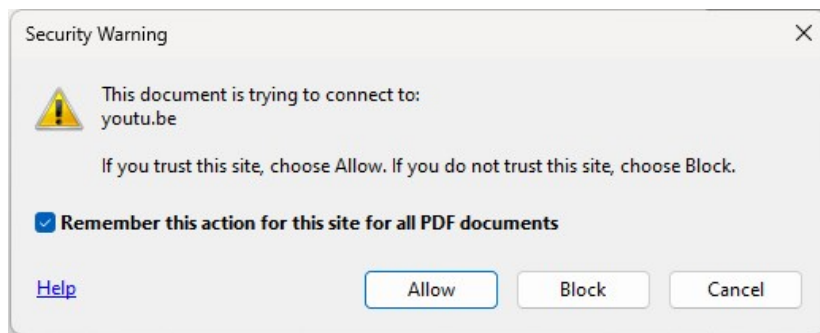 Security Warning
This document is trying to connect to:
youtu.be
If you trust this site, choose Allow. If you do not trust this site, choose Block.
Remember this action for this site for all PDF documents
Help
Allow
Block
Cancel